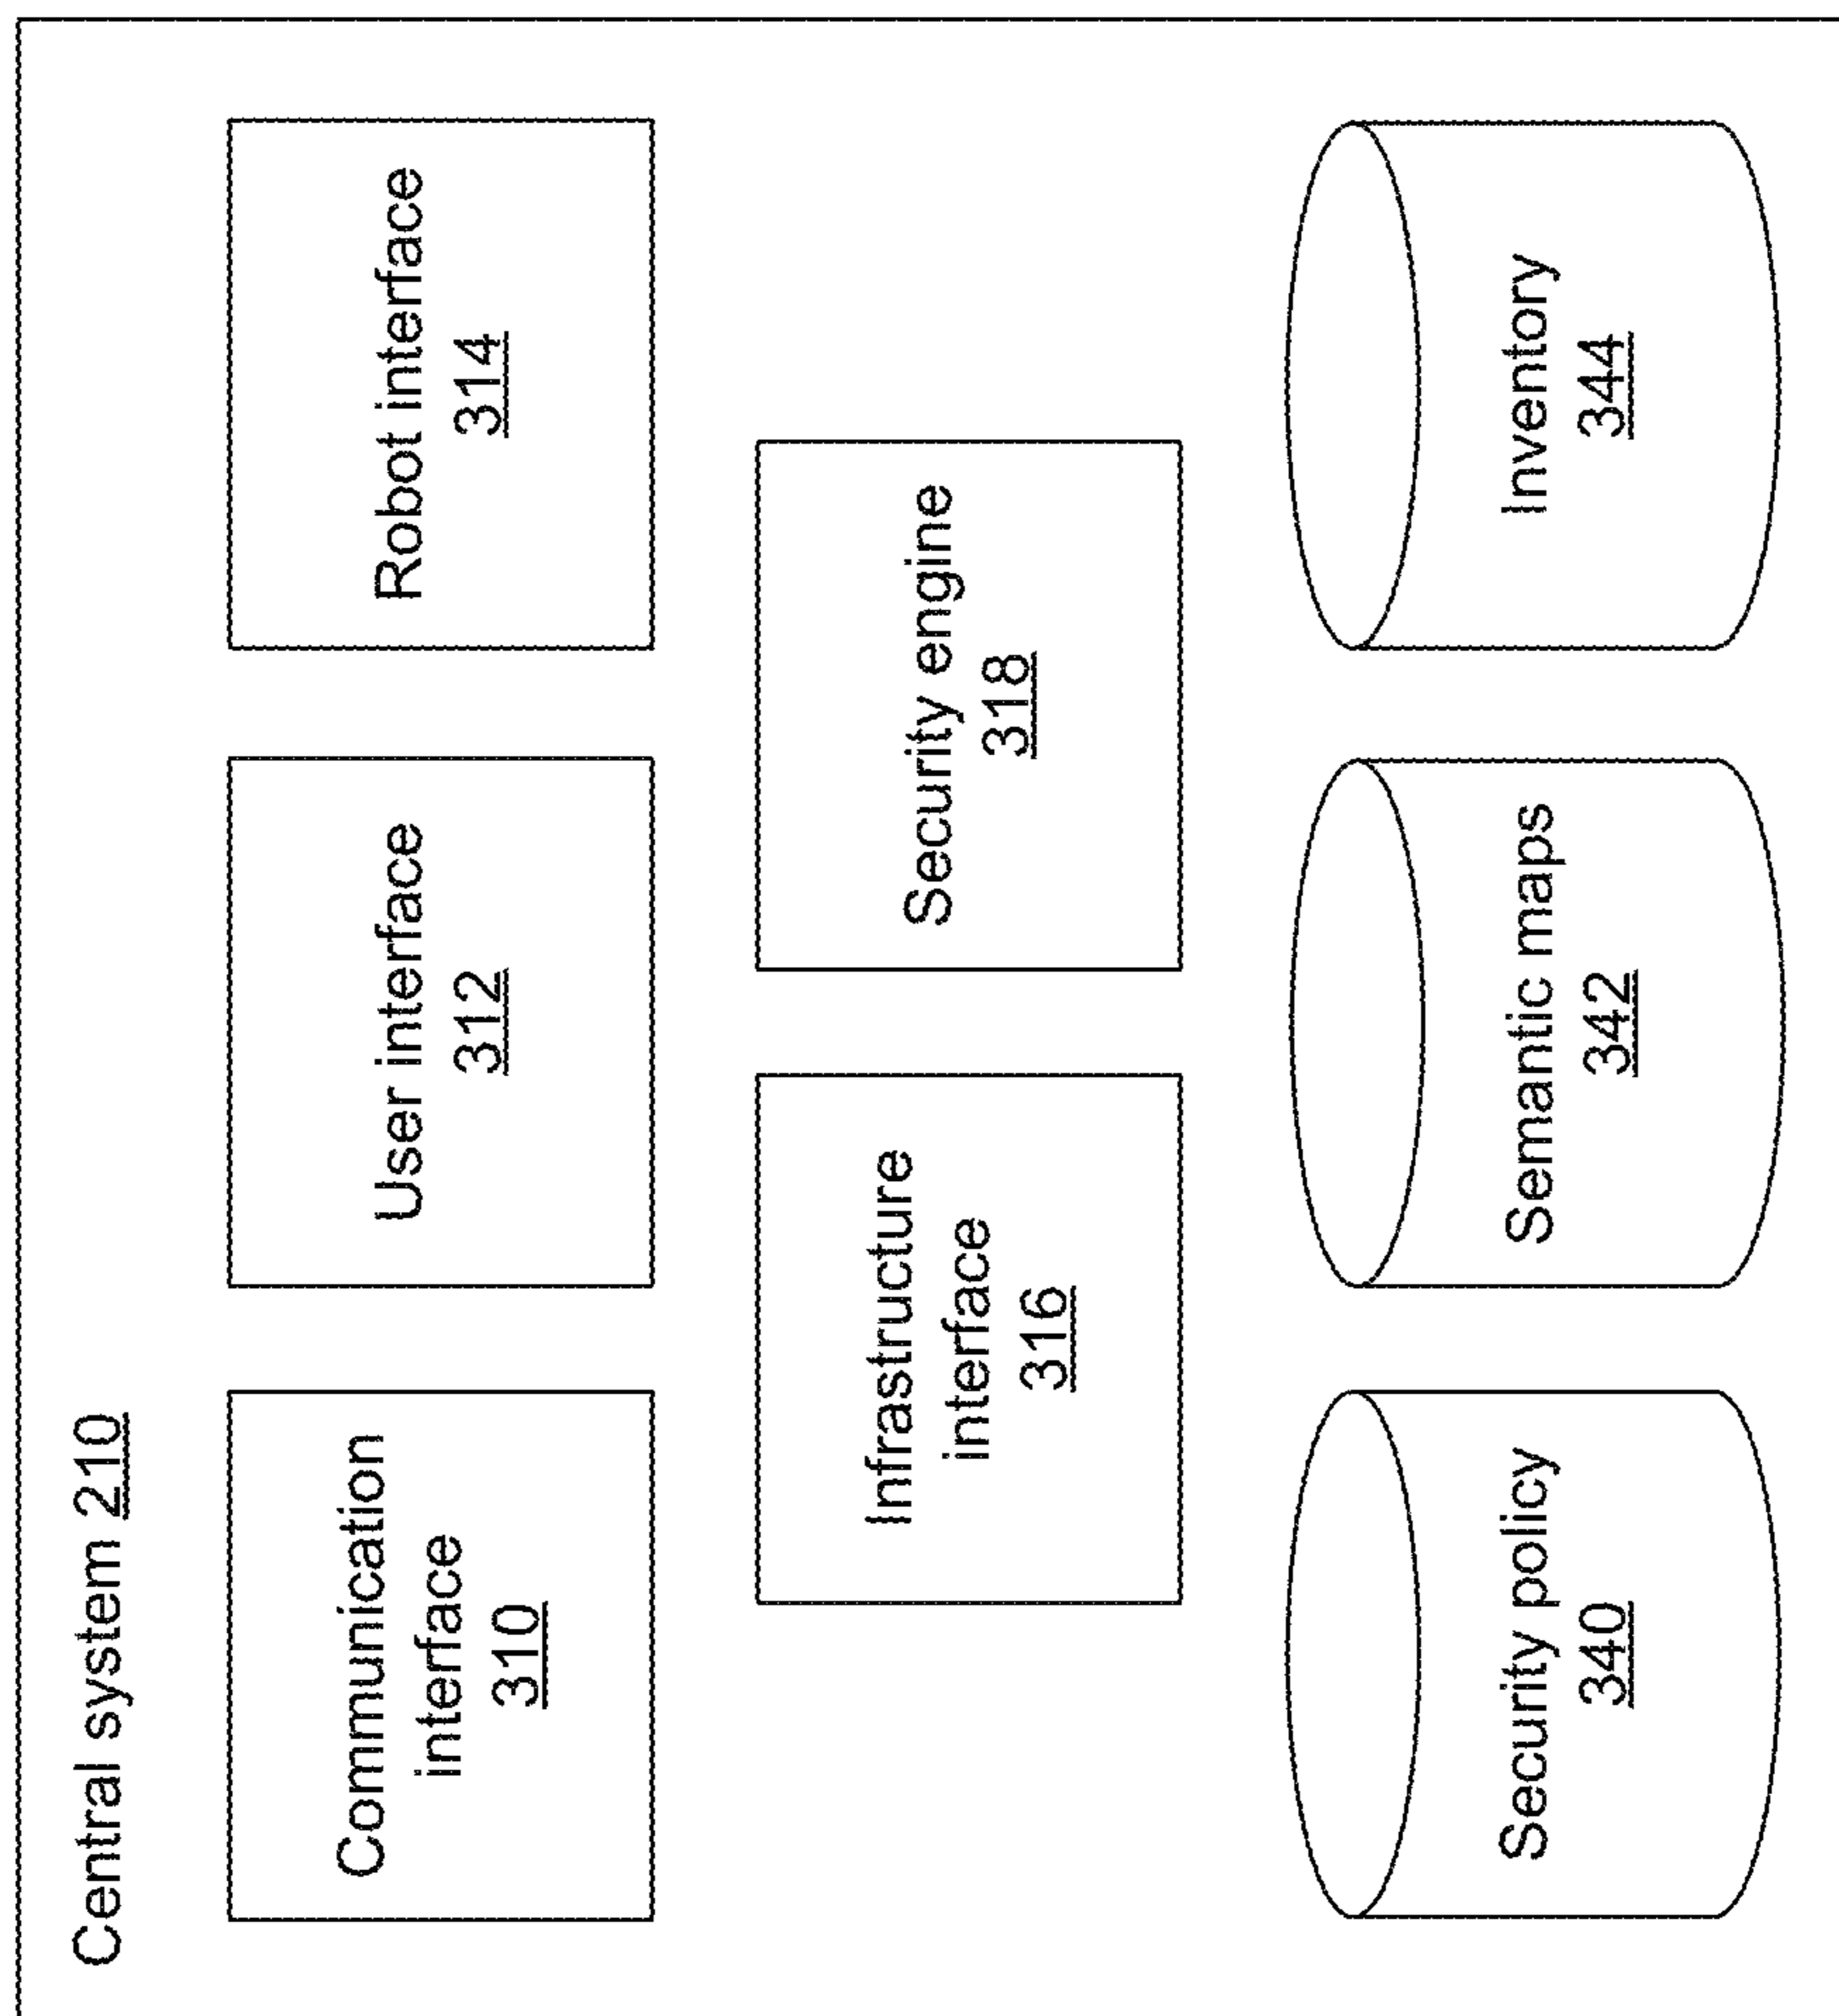 Central system 210
Communication
interface
310
User interface
312
Robot interface
314
Infrastructure
interface
316
Security engine
318
Security policy
340
Semantic maps
342
Inventory
344